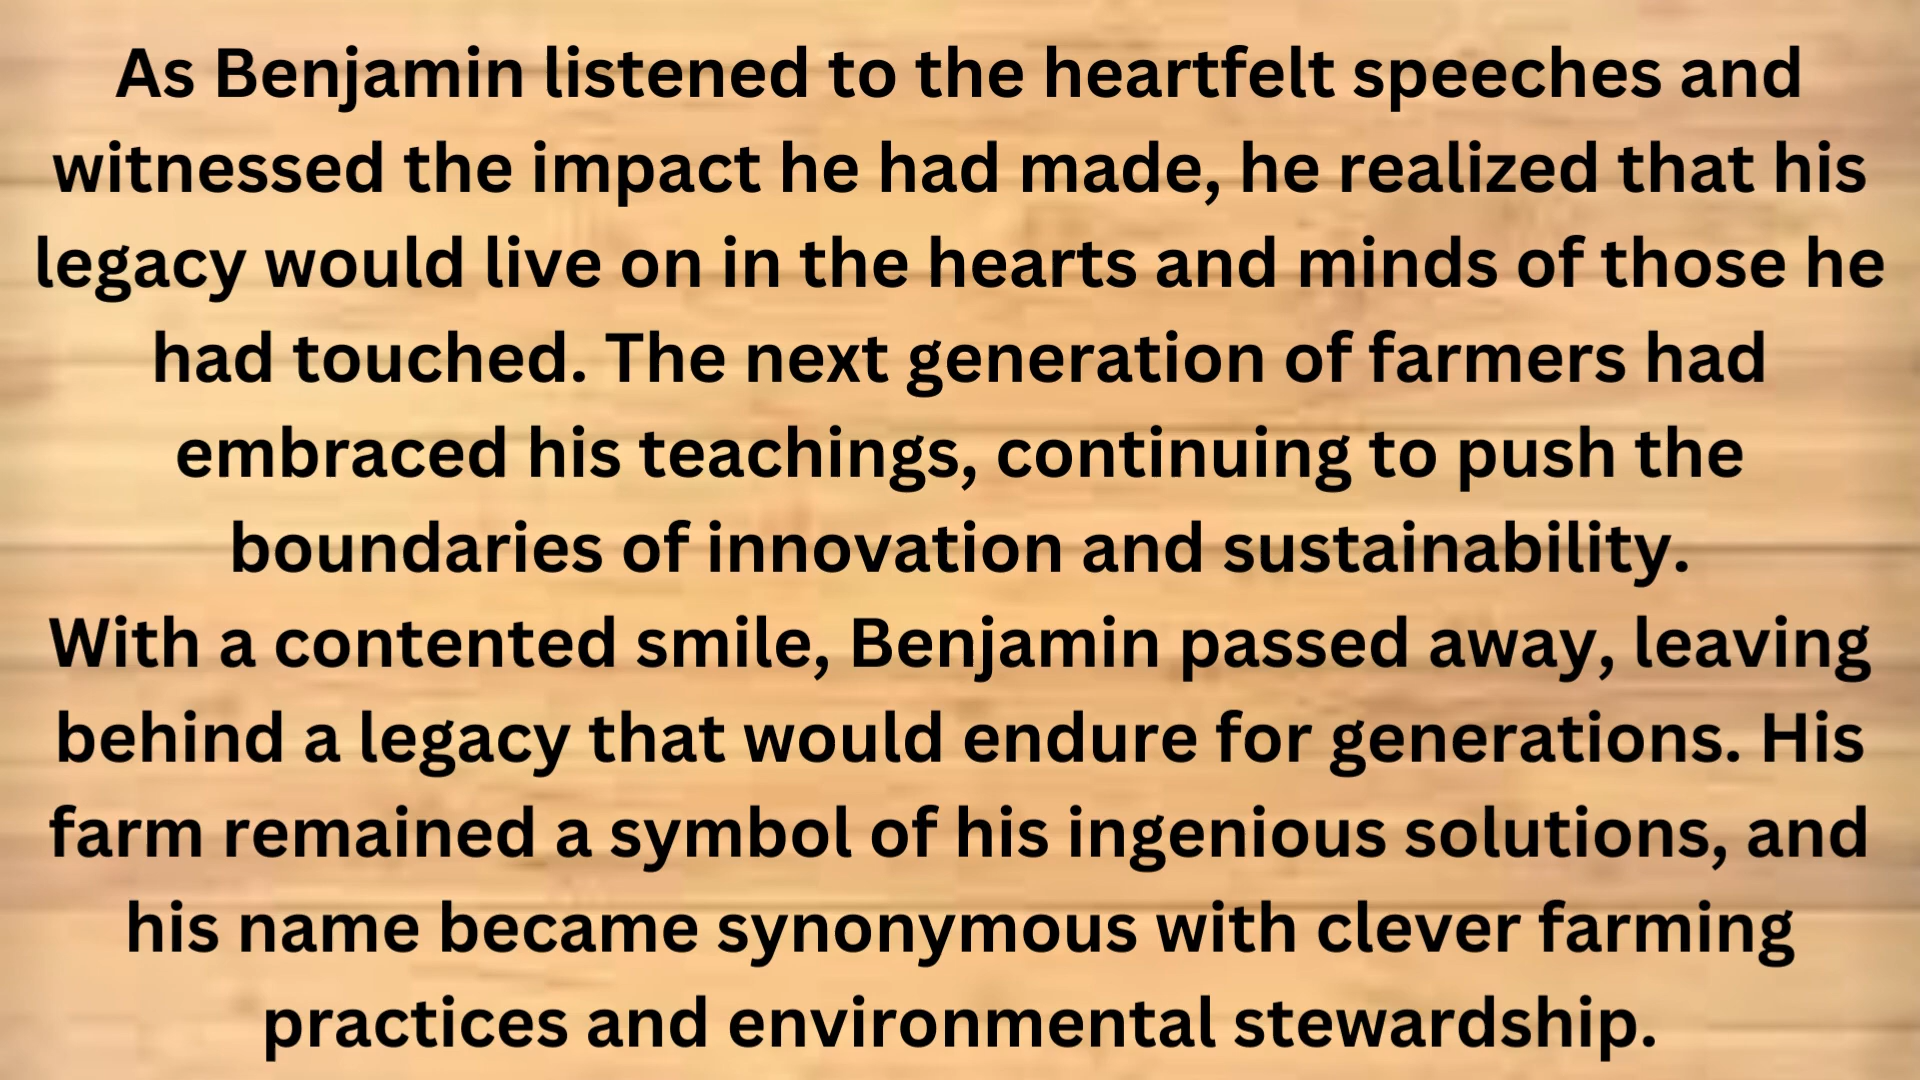 As Benjamin listened to the heartfelt speeches and
witnessed the impact he had made, he realized that his
legacy would live on in the hearts and minds of those he
had touched. The next generation of farmers had
embraced his teachings, continuing to push the
boundaries of innovation and sustainability.
With a contented smile, Benjamin passed away, leaving
behind a legacy that would endure for generations. His
farm remained a symbol of his ingenious solutions, and
his name became synonymous with clever farming
practices and environmental stewardship.